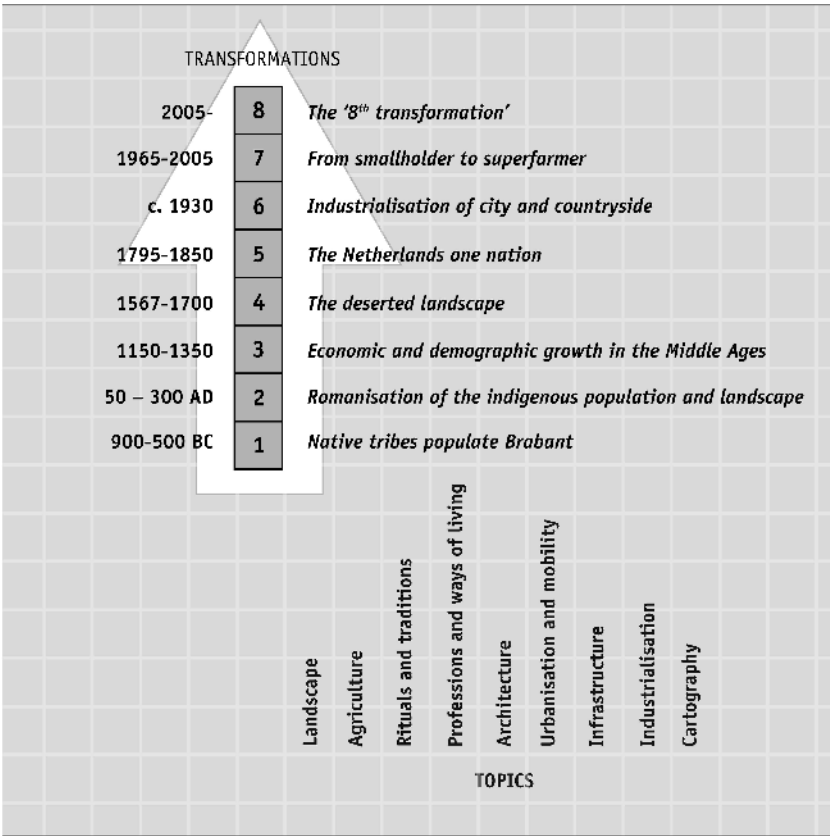 TRANSFORMATIONS
2005- 8 The '8th transformation'
1965-2005 7 From smallholder to superfarmer
c. 1930 6 Industrialisation of city and countryside
1795-1850 5 The Netherlands one nation
1567-1700 4 The deserted landscape
1150-1350 3 Economic and demographic growth in the Middle Ages
50 – 300 AD 2 Romanisation of the indigenous population and landscape
900-500 BC 1 Native tribes populate Brabant
Landscape
Agriculture
Rituals and traditions
Professions and ways of living
Architecture
Urbanisation and mobility
Infrastructure
Industrialisation
Cartography
TOPICS